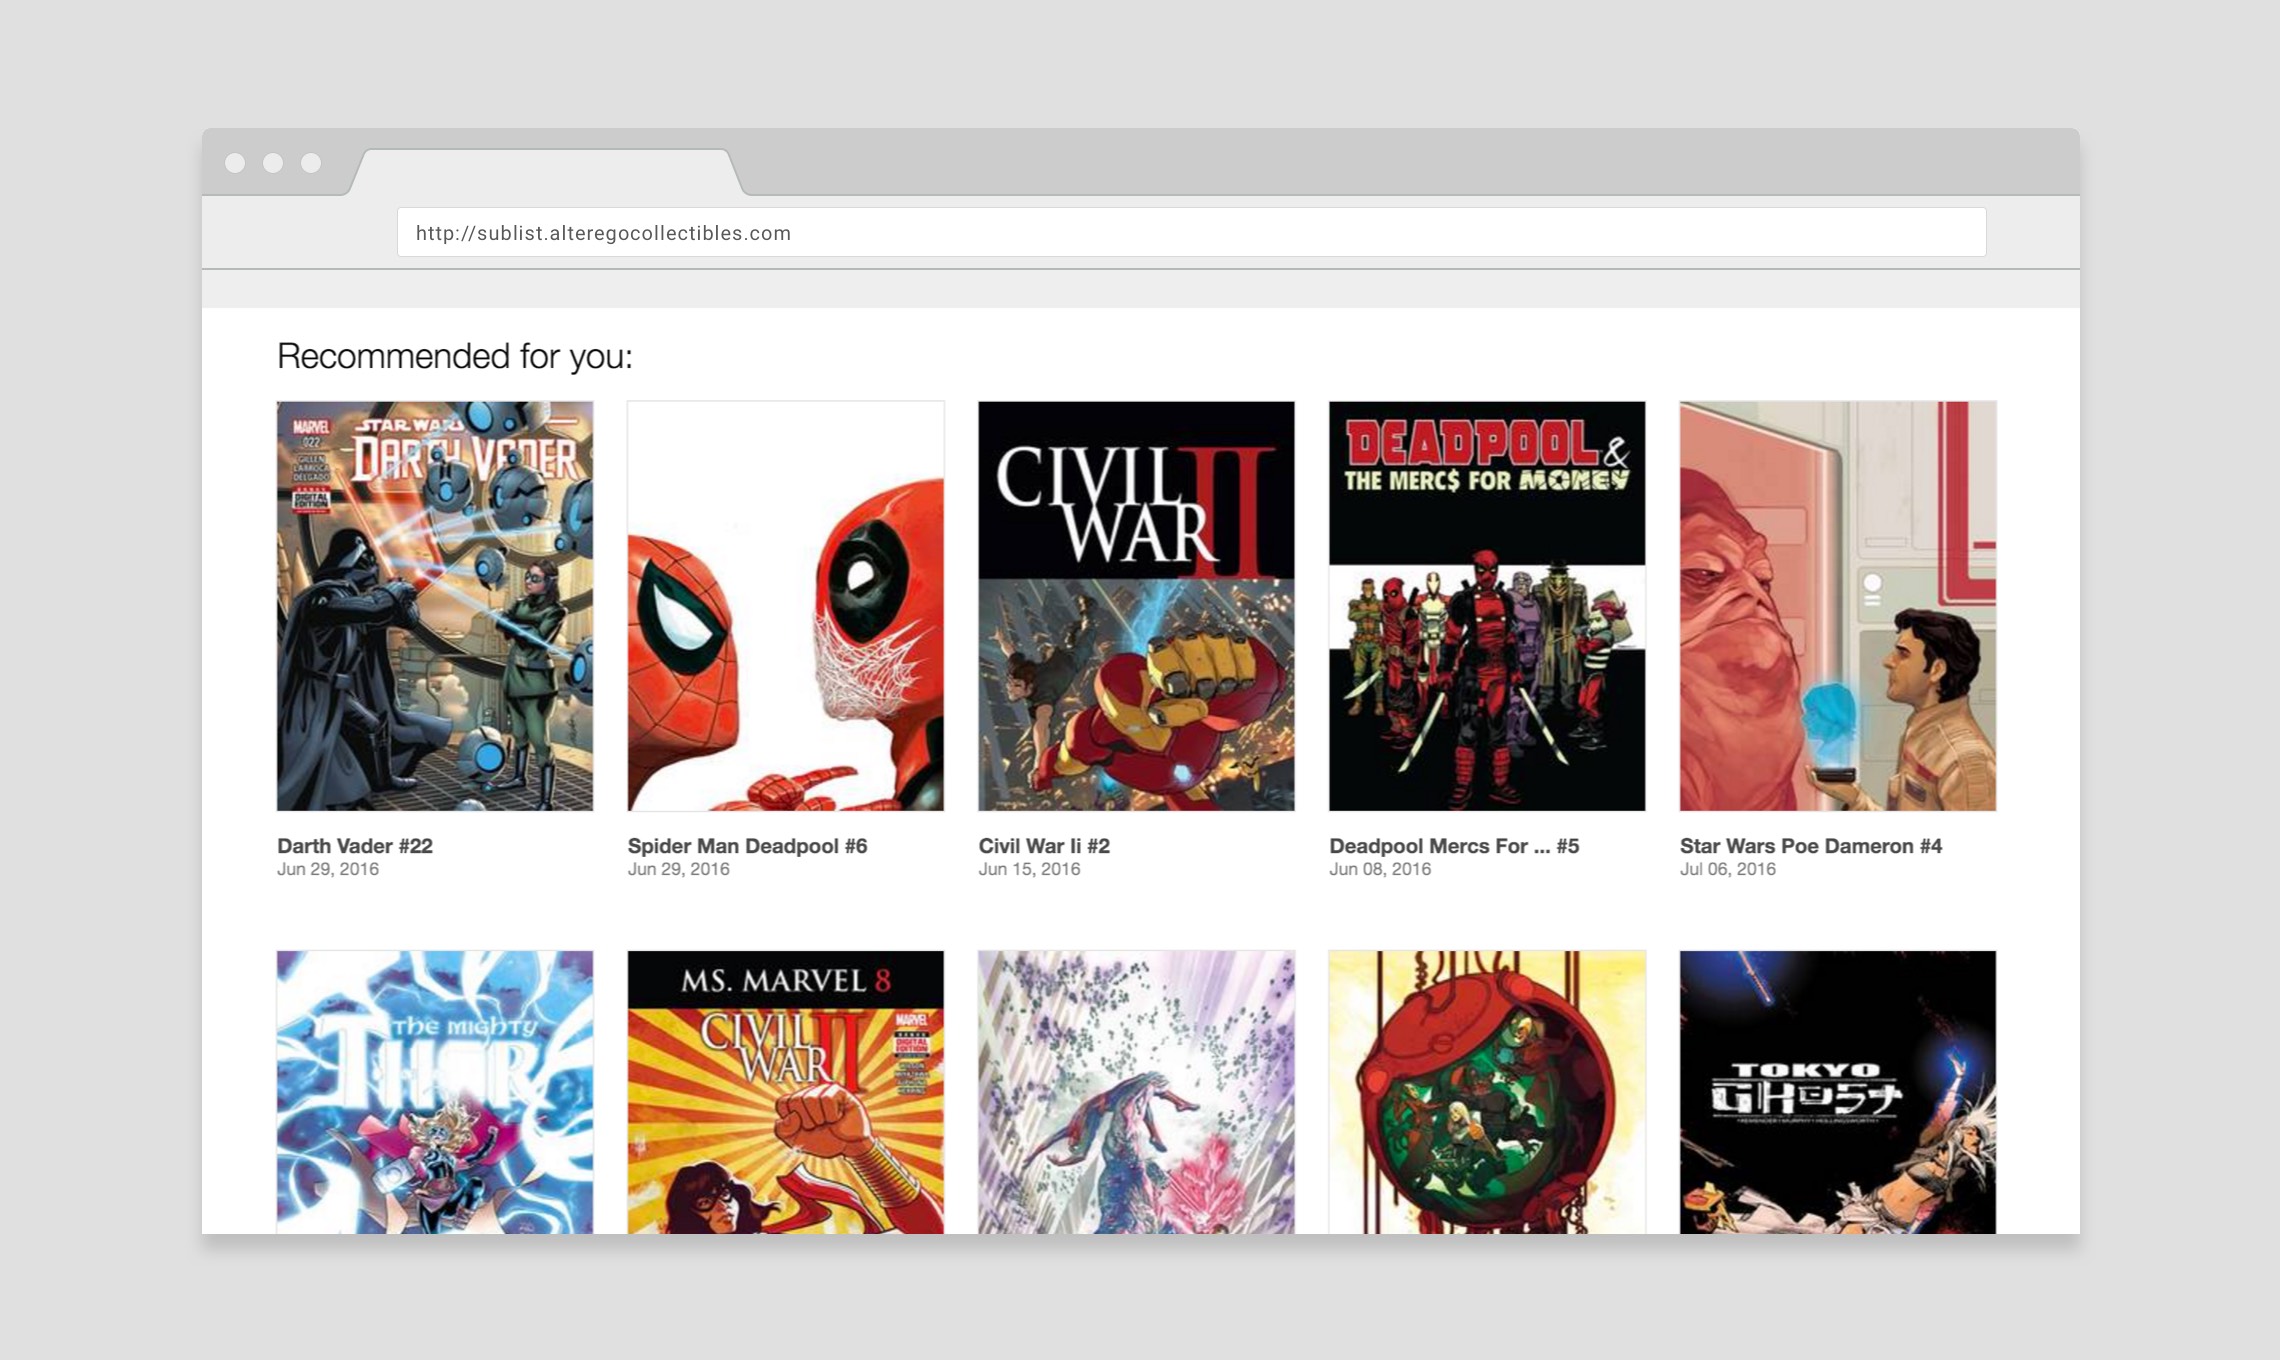 http://sublist.alteregocollectibles.com
Recommended for you:
MARVEL
022
GILLEN
LARROCA
DELGADO
DIGITAL
EDITION
STAR WARS
DARTH VADER
CIVIL
WAR II
DEADPOOL &
THE MERC$ FOR MONEY
Darth Vader #22
Jun 29, 2016
Spider Man Deadpool #6
Jun 29, 2016
Civil War Ii #2
Jun 15, 2016
Deadpool Mercs For ... #5
Jun 08, 2016
Star Wars Poe Dameron #4
Jul 06, 2016
THE MIGHTY
THOR
MS. MARVEL 8
CIVIL
WAR II
MARVEL
DIGITAL
EDITION
TOKYO
GHOST
REMENDER MURPHY HOLLINGSWORTH